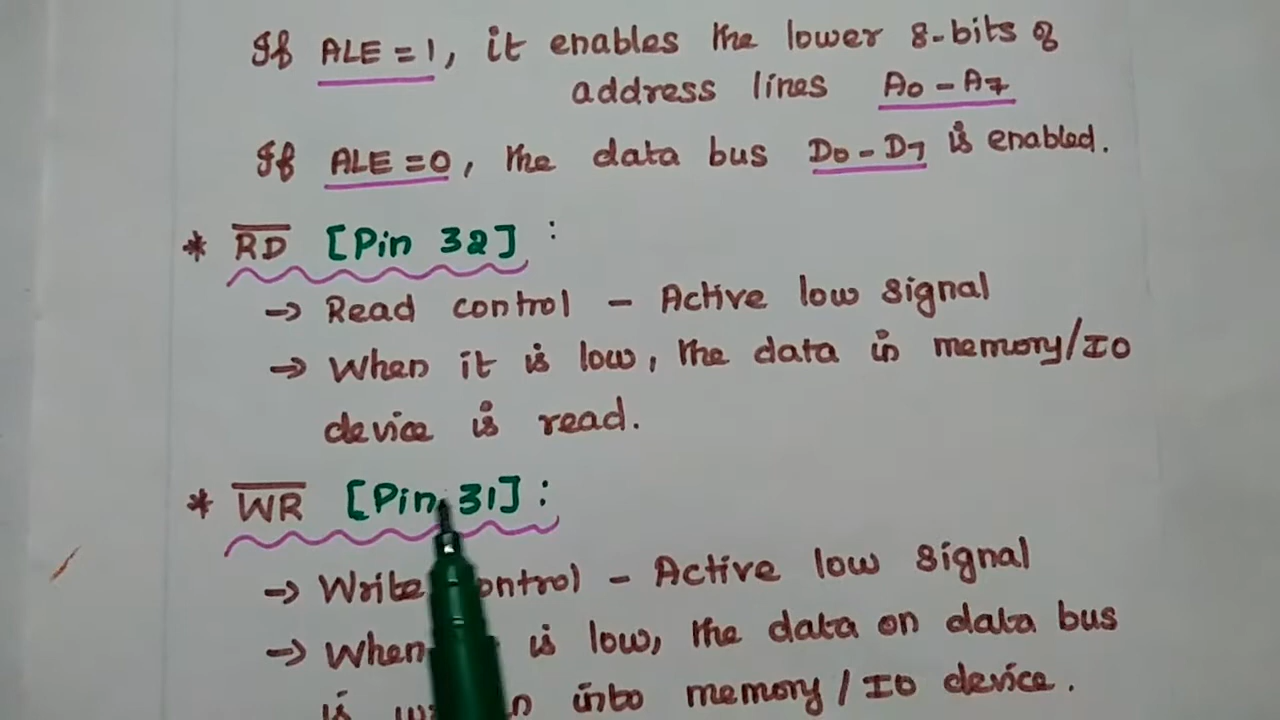 If ALE = 1, it enables the lower 8-bits of
address lines A0 - A7
If ALE = 0, the data bus D0 - D7 is enabled.
* R̅D̅ [Pin 32] :
→ Read control - Active low signal
→ When it is low, the data in memory/IO
device is read.
* W̅R̅ [Pin 31] :
→ Write control - Active low signal
→ When is low, the data on data bus
is into memory / IO device.